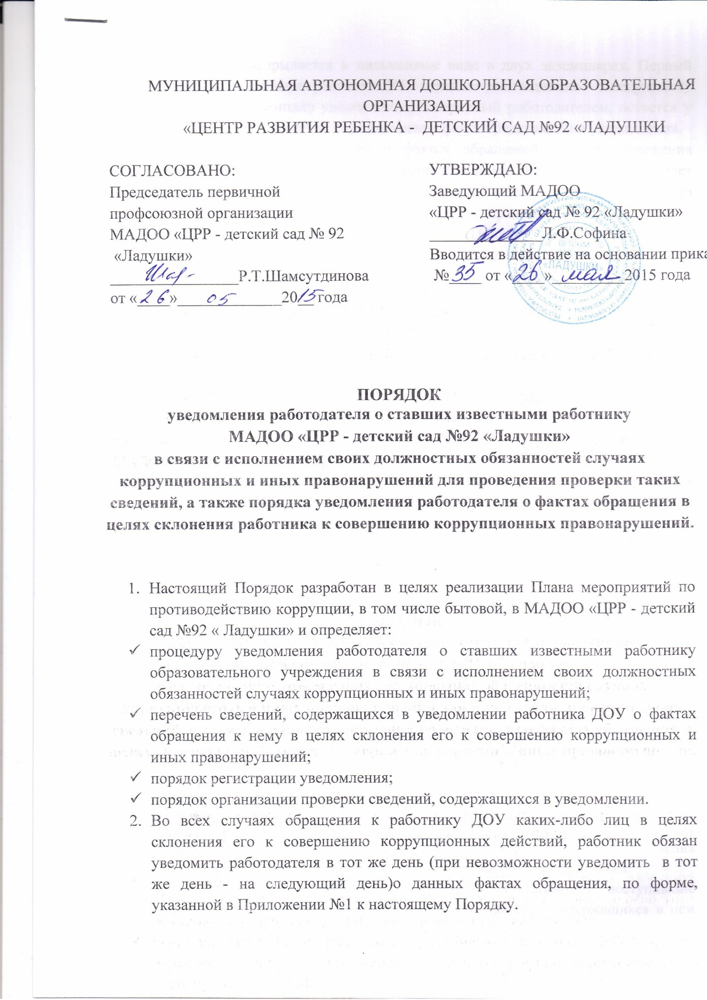 МУНИЦИПАЛЬНАЯ АВТОНОМНАЯ ДОШКОЛЬНАЯ ОБРАЗОВАТЕЛЬНАЯ
ОРГАНИЗАЦИЯ
«ЦЕНТР РАЗВИТИЯ РЕБЕНКА - ДЕТСКИЙ САД №92 «ЛАДУШКИ
СОГЛАСОВАНО:
Председатель первичной
профсоюзной организации
МАДОО «ЦРР - детский сад № 92
«Ладушки»
________________Р.Т.Шамсутдинова
от «26»_____05________2015 года
УТВЕРЖДАЮ:
Заведующий МАДОО
«ЦРР - детский сад № 92 «Ладушки»
______________Л.Ф.Софина
Вводится в действие на основании прика
№ 35 от «26» мая 2015 года
«ЛАДУШКИ»
ПОРЯДОК
уведомления работодателя о ставших известными работнику
МАДОО «ЦРР - детский сад №92 «Ладушки»
в связи с исполнением своих должностных обязанностей случаях
коррупционных и иных правонарушений для проведения проверки таких
сведений, а также порядка уведомления работодателя о фактах обращения в
целях склонения работника к совершению коррупционных правонарушений.
1. Настоящий Порядок разработан в целях реализации Плана мероприятий по
противодействию коррупции, в том числе бытовой, в МАДОО «ЦРР - детский
сад №92 « Ладушки» и определяет:
✓ процедуру уведомления работодателя о ставших известными работнику
образовательного учреждения в связи с исполнением своих должностных
обязанностей случаях коррупционных и иных правонарушений;
✓ перечень сведений, содержащихся в уведомлении работника ДОУ о фактах
обращения к нему в целях склонения его к совершению коррупционных и
иных правонарушений;
✓ порядок регистрации уведомления;
✓ порядок организации проверки сведений, содержащихся в уведомлении.
2. Во всех случаях обращения к работнику ДОУ каких-либо лиц в целях
склонения его к совершению коррупционных действий, работник обязан
уведомить работодателя в тот же день (при невозможности уведомить в тот
же день - на следующий день)о данных фактах обращения, по форме,
указанной в Приложении №1 к настоящему Порядку.